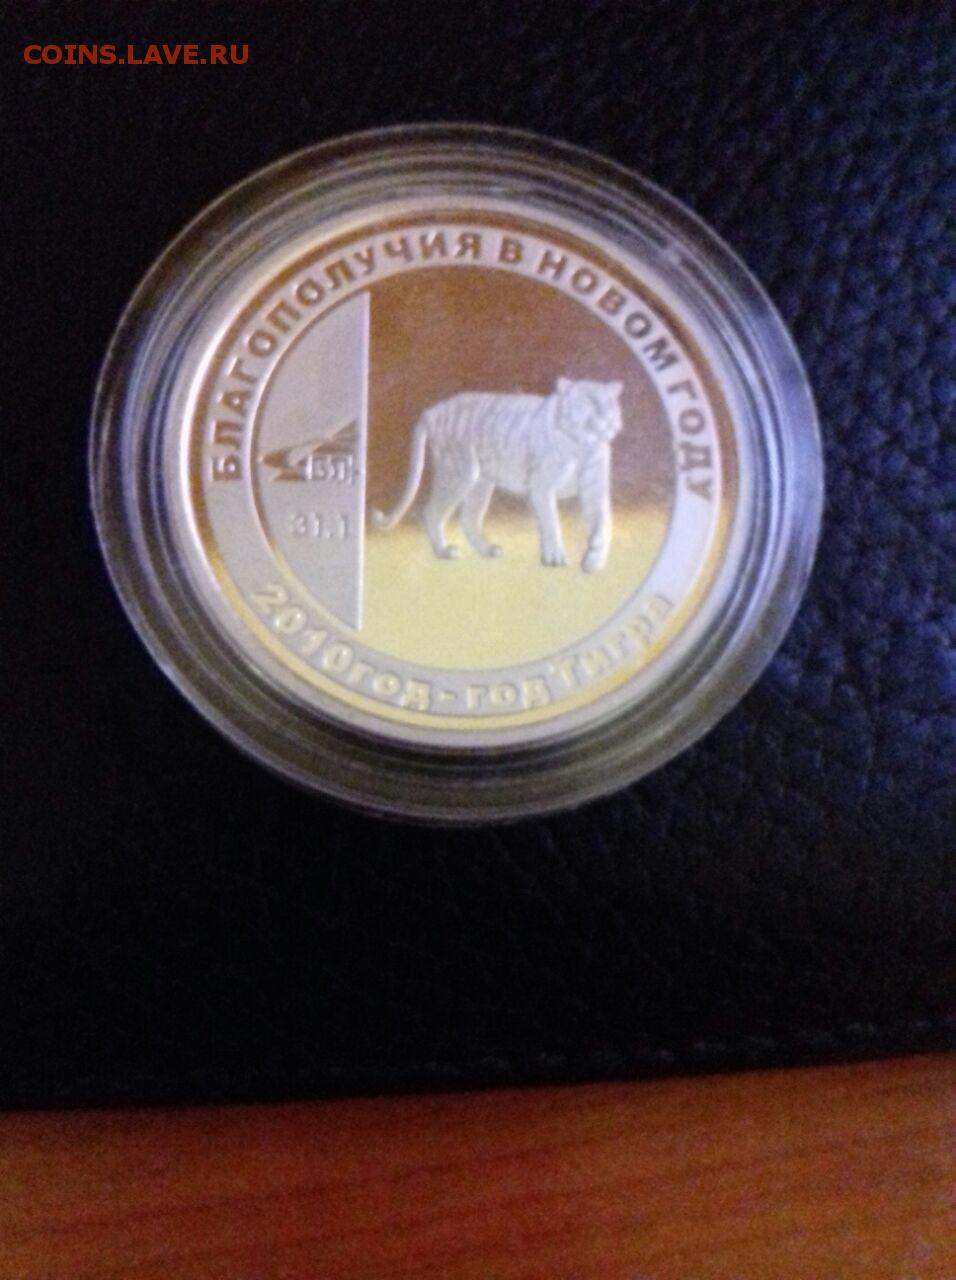 COINS.LAVE.RU
БЛАГОПОЛУЧИЯ В НОВОМ ГОДУ
31.1
2010год-год Тигра